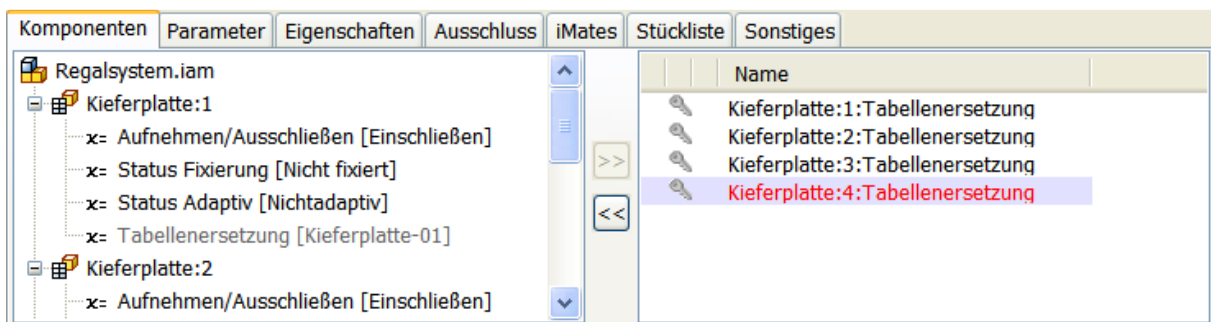 Komponenten Parameter Eigenschaften Ausschluss iMates Stückliste Sonstiges
Regalsystem.iam
Kieferplatte:1
x= Aufnehmen/Ausschließen [Einschließen]
x= Status Fixierung [Nicht fixiert]
x= Status Adaptiv [Nichtadaptiv]
x= Tabellenersetzung [Kieferplatte-01]
Kieferplatte:2
x= Aufnehmen/Ausschließen [Einschließen]
>>
<<
Name
Kieferplatte:1:Tabellenersetzung
Kieferplatte:2:Tabellenersetzung
Kieferplatte:3:Tabellenersetzung
Kieferplatte:4:Tabellenersetzung